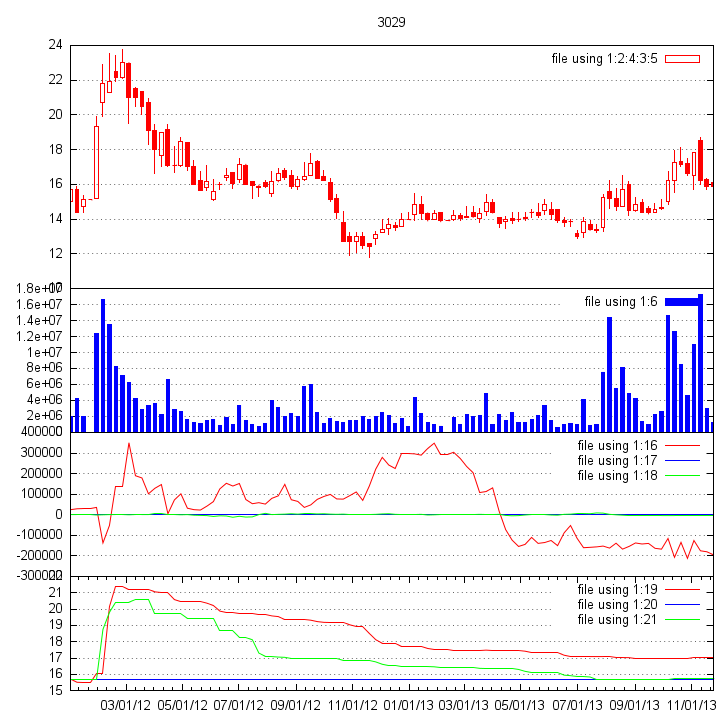 3029
24
file using 1:2:4:3:5
22
20
18
16
14
12
10
1.8e+07
file using 1:6
1.6e+07
1.4e+07
1.2e+07
1e+07
8e+06
6e+06
4e+06
2e+06
0
400000
file using 1:16
300000
file using 1:17
200000
file using 1:18
100000
0
-100000
-200000
-300000
22
file using 1:19
21
file using 1:20
20
file using 1:21
19
18
17
16
15
03/01/12 05/01/12 07/01/12 09/01/12 11/01/12 01/01/13 03/01/13 05/01/13 07/01/13 09/01/13 11/01/13